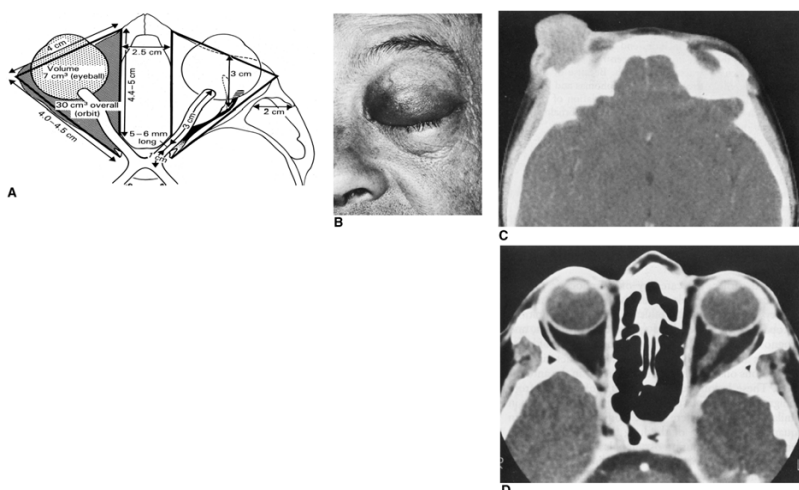 4 cm
Volume
7 cm³ (eyeball)
30 cm³ overall
(orbit)
4.0–4.5 cm
4.4–5 cm
2.5 cm
5–6 mm
long
3 cm
3 cm
2 cm
A
B
C
D